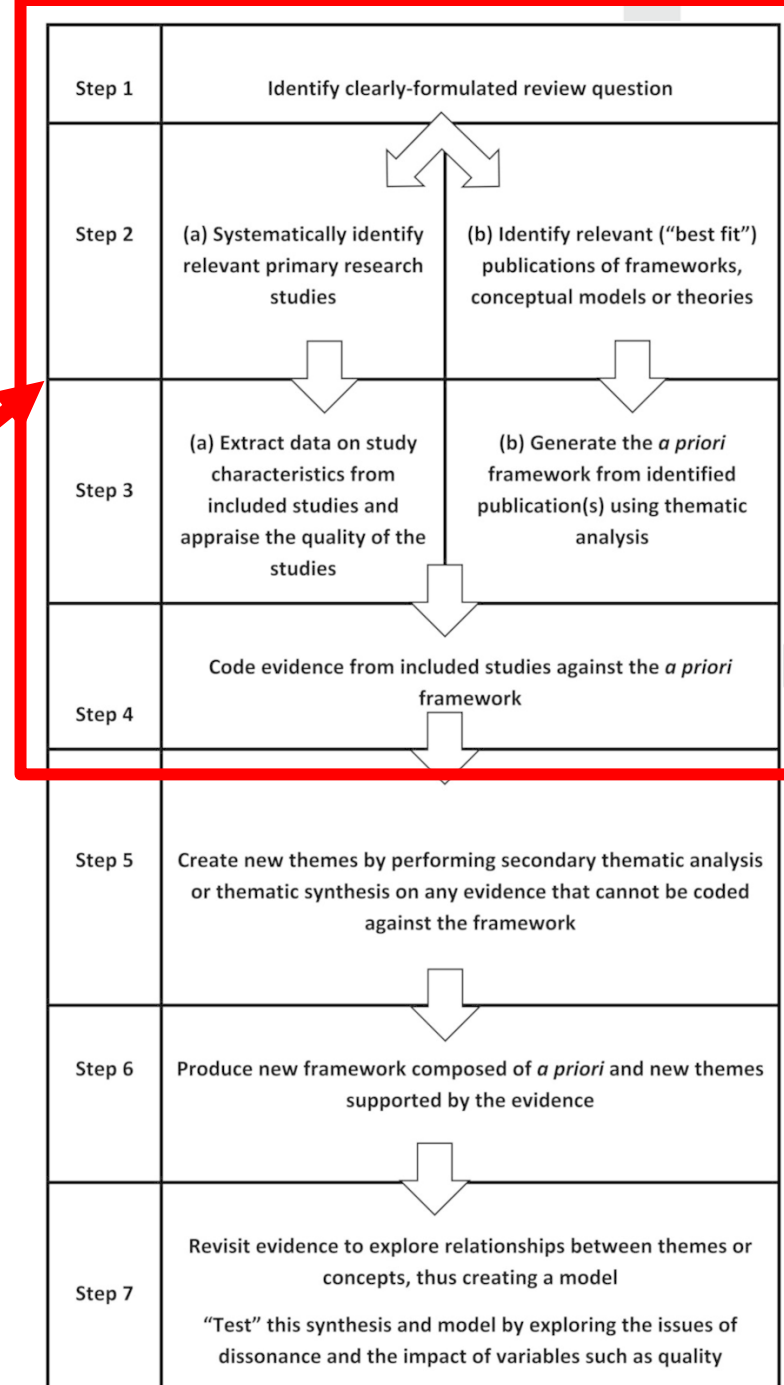 Step 1
Identify clearly-formulated review question
Step 2
(a) Systematically identify
relevant primary research
studies
(b) Identify relevant (“best fit”)
publications of frameworks,
conceptual models or theories
Step 3
(a) Extract data on study
characteristics from
included studies and
appraise the quality of the
studies
(b) Generate the a priori
framework from identified
publication(s) using thematic
analysis
Step 4
Code evidence from included studies against the a priori
framework
Step 5
Create new themes by performing secondary thematic analysis
or thematic synthesis on any evidence that cannot be coded
against the framework
Step 6
Produce new framework composed of a priori and new themes
supported by the evidence
Step 7
Revisit evidence to explore relationships between themes or
concepts, thus creating a model
“Test” this synthesis and model by exploring the issues of
dissonance and the impact of variables such as quality